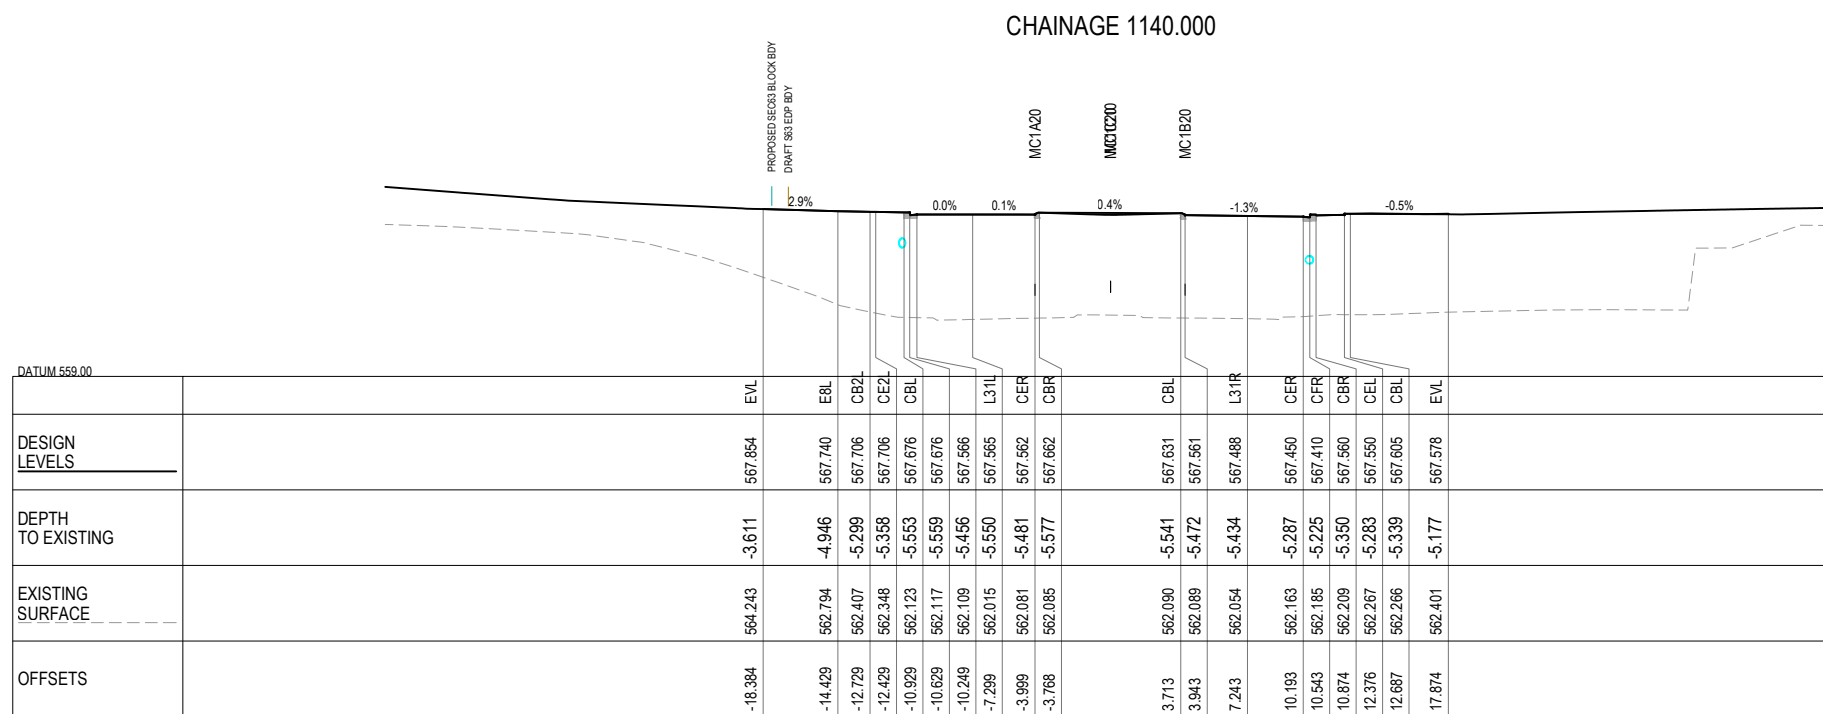 CHAINAGE 1140.000
PROPOSED SEC63 BLOCK BDY
DRAFT S63 EDP BDY
MC1A20
MC1B20
2.9%
0.0%
0.1%
0.4%
-1.3%
-0.5%
DATUM 559.00
EVL
E8L
CB2L
CE2L
CBL
L31L
CER
CBR
CBL
L31R
CER
CFR
CBR
CEL
CBL
EVL
DESIGN
LEVELS
567.854
567.740
567.706
567.706
567.676
567.676
567.566
567.565
567.562
567.662
567.631
567.561
567.488
567.450
567.410
567.560
567.550
567.605
567.578
DEPTH
TO EXISTING
-3.611
-4.946
-5.299
-5.358
-5.553
-5.559
-5.456
-5.550
-5.481
-5.577
-5.541
-5.472
-5.434
-5.287
-5.225
-5.350
-5.283
-5.339
-5.177
EXISTING
SURFACE
564.243
562.794
562.407
562.348
562.123
562.117
562.109
562.015
562.081
562.085
562.090
562.089
562.054
562.163
562.185
562.209
562.267
562.266
562.401
OFFSETS
-18.384
-14.429
-12.729
-12.429
-10.929
-10.629
-10.249
-7.299
-3.999
-3.768
3.713
3.943
7.243
10.193
10.543
10.874
12.376
12.687
17.874